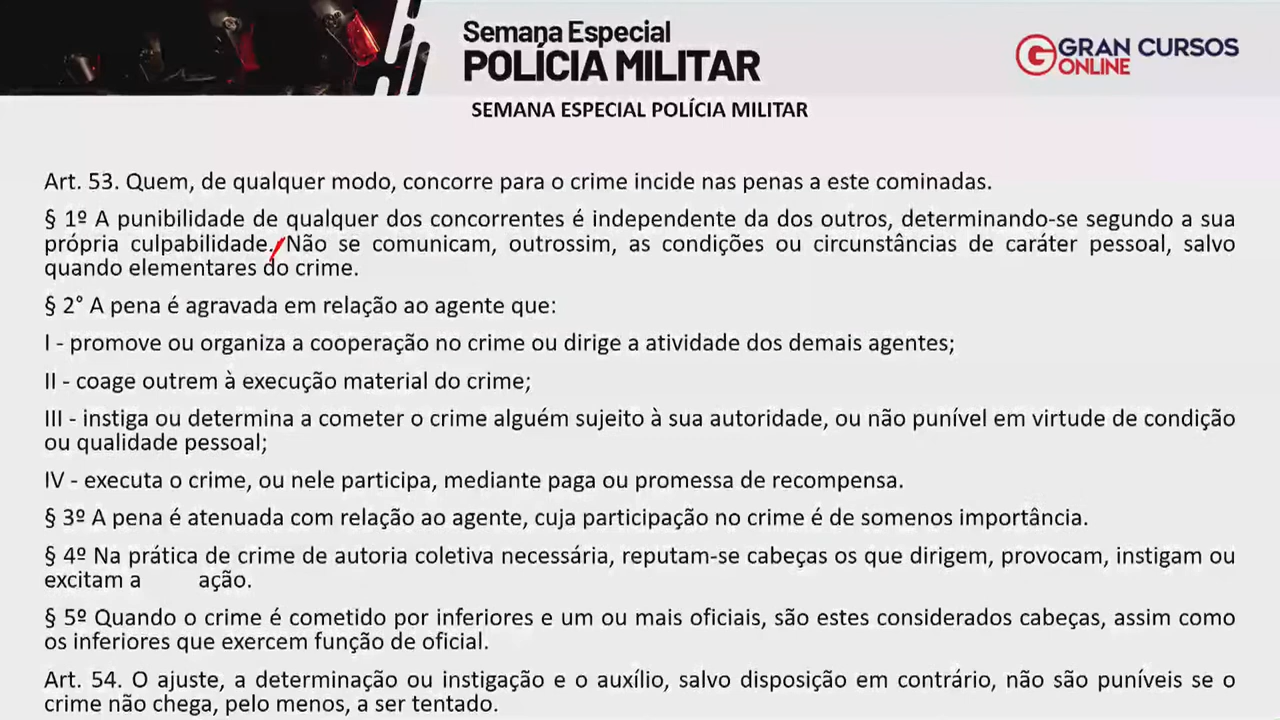 Semana Especial
POLÍCIA MILITAR
GRAN CURSOS
ONLINE
SEMANA ESPECIAL POLÍCIA MILITAR
Art. 53. Quem, de qualquer modo, concorre para o crime incide nas penas a este cominadas.
§ 1º A punibilidade de qualquer dos concorrentes é independente da dos outros, determinando-se segundo a sua
própria culpabilidade. Não se comunicam, outrossim, as condições ou circunstâncias de caráter pessoal, salvo
quando elementares do crime.
§ 2° A pena é agravada em relação ao agente que:
I - promove ou organiza a cooperação no crime ou dirige a atividade dos demais agentes;
II - coage outrem à execução material do crime;
III - instiga ou determina a cometer o crime alguém sujeito à sua autoridade, ou não punível em virtude de condição
ou qualidade pessoal;
IV - executa o crime, ou nele participa, mediante paga ou promessa de recompensa.
§ 3º A pena é atenuada com relação ao agente, cuja participação no crime é de somenos importância.
§ 4º Na prática de crime de autoria coletiva necessária, reputam-se cabeças os que dirigem, provocam, instigam ou
excitam a ação.
§ 5º Quando o crime é cometido por inferiores e um ou mais oficiais, são estes considerados cabeças, assim como
os inferiores que exercem função de oficial.
Art. 54. O ajuste, a determinação ou instigação e o auxílio, salvo disposição em contrário, não são puníveis se o
crime não chega, pelo menos, a ser tentado.